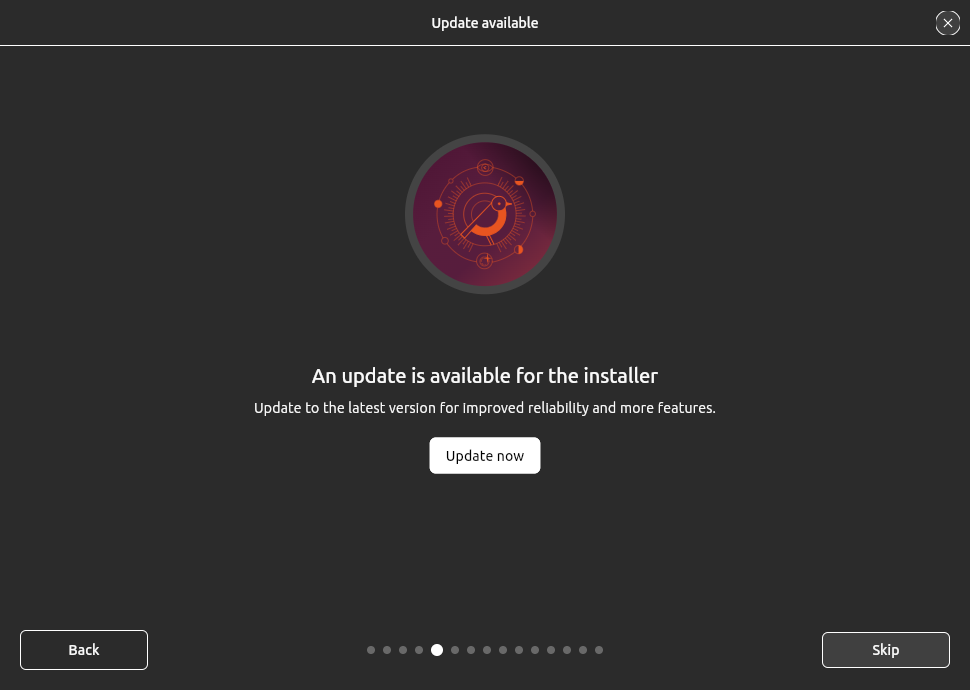 Update available
An update is available for the installer
Update to the latest version for improved reliability and more features.
Update now
Back
Skip